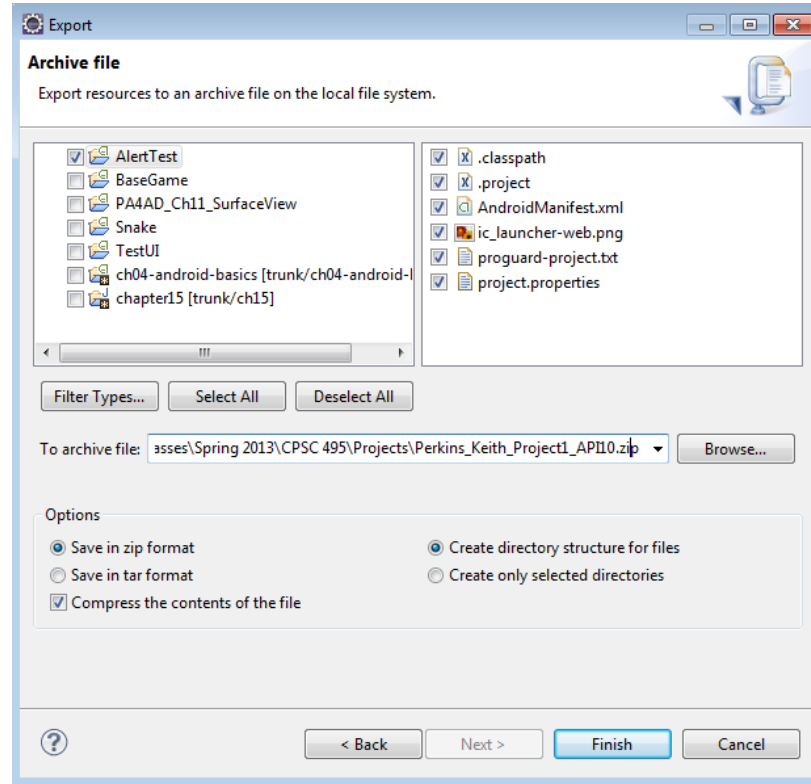 Export
Archive file
Export resources to an archive file on the local file system.
AlertTest
BaseGame
PA4AD_Ch11_SurfaceView
Snake
TestUI
ch04-android-basics [trunk/ch04-android-l
chapter15 [trunk/ch15]
.classpath
.project
AndroidManifest.xml
ic_launcher-web.png
proguard-project.txt
project.properties
Filter Types...
Select All
Deselect All
To archive file:
asses\Spring 2013\CPSC 495\Projects\Perkins_Keith_Project1_API10.zip
Browse...
Options
Save in zip format
Save in tar format
Compress the contents of the file
Create directory structure for files
Create only selected directories
?
< Back
Next >
Finish
Cancel